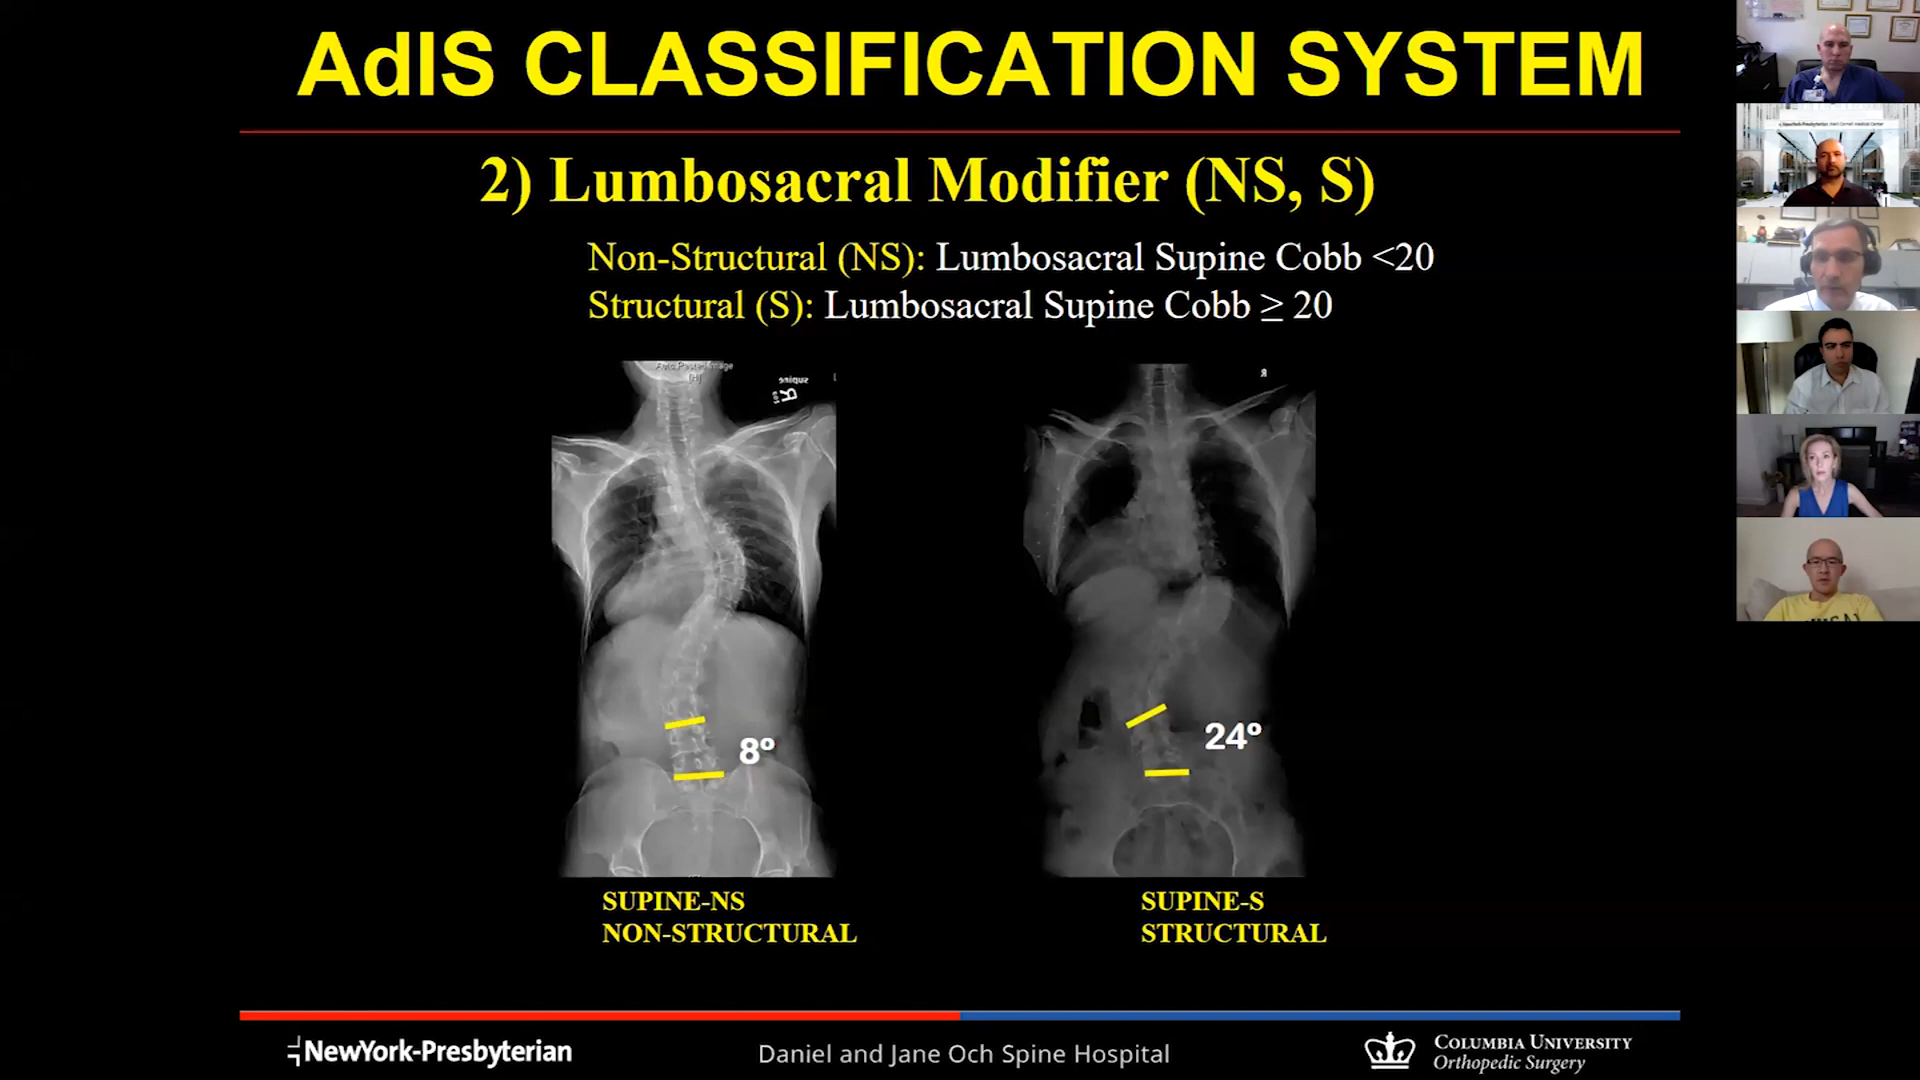 AdIS CLASSIFICATION SYSTEM
2) Lumbosacral Modifier (NS, S)
Non-Structural (NS): Lumbosacral Supine Cobb <20
Structural (S): Lumbosacral Supine Cobb ≥ 20
supine
R
R
8º
24º
SUPINE-NS
NON-STRUCTURAL
SUPINE-S
STRUCTURAL
NewYork-Presbyterian
Daniel and Jane Och Spine Hospital
COLUMBIA UNIVERSITY
Orthopedic Surgery